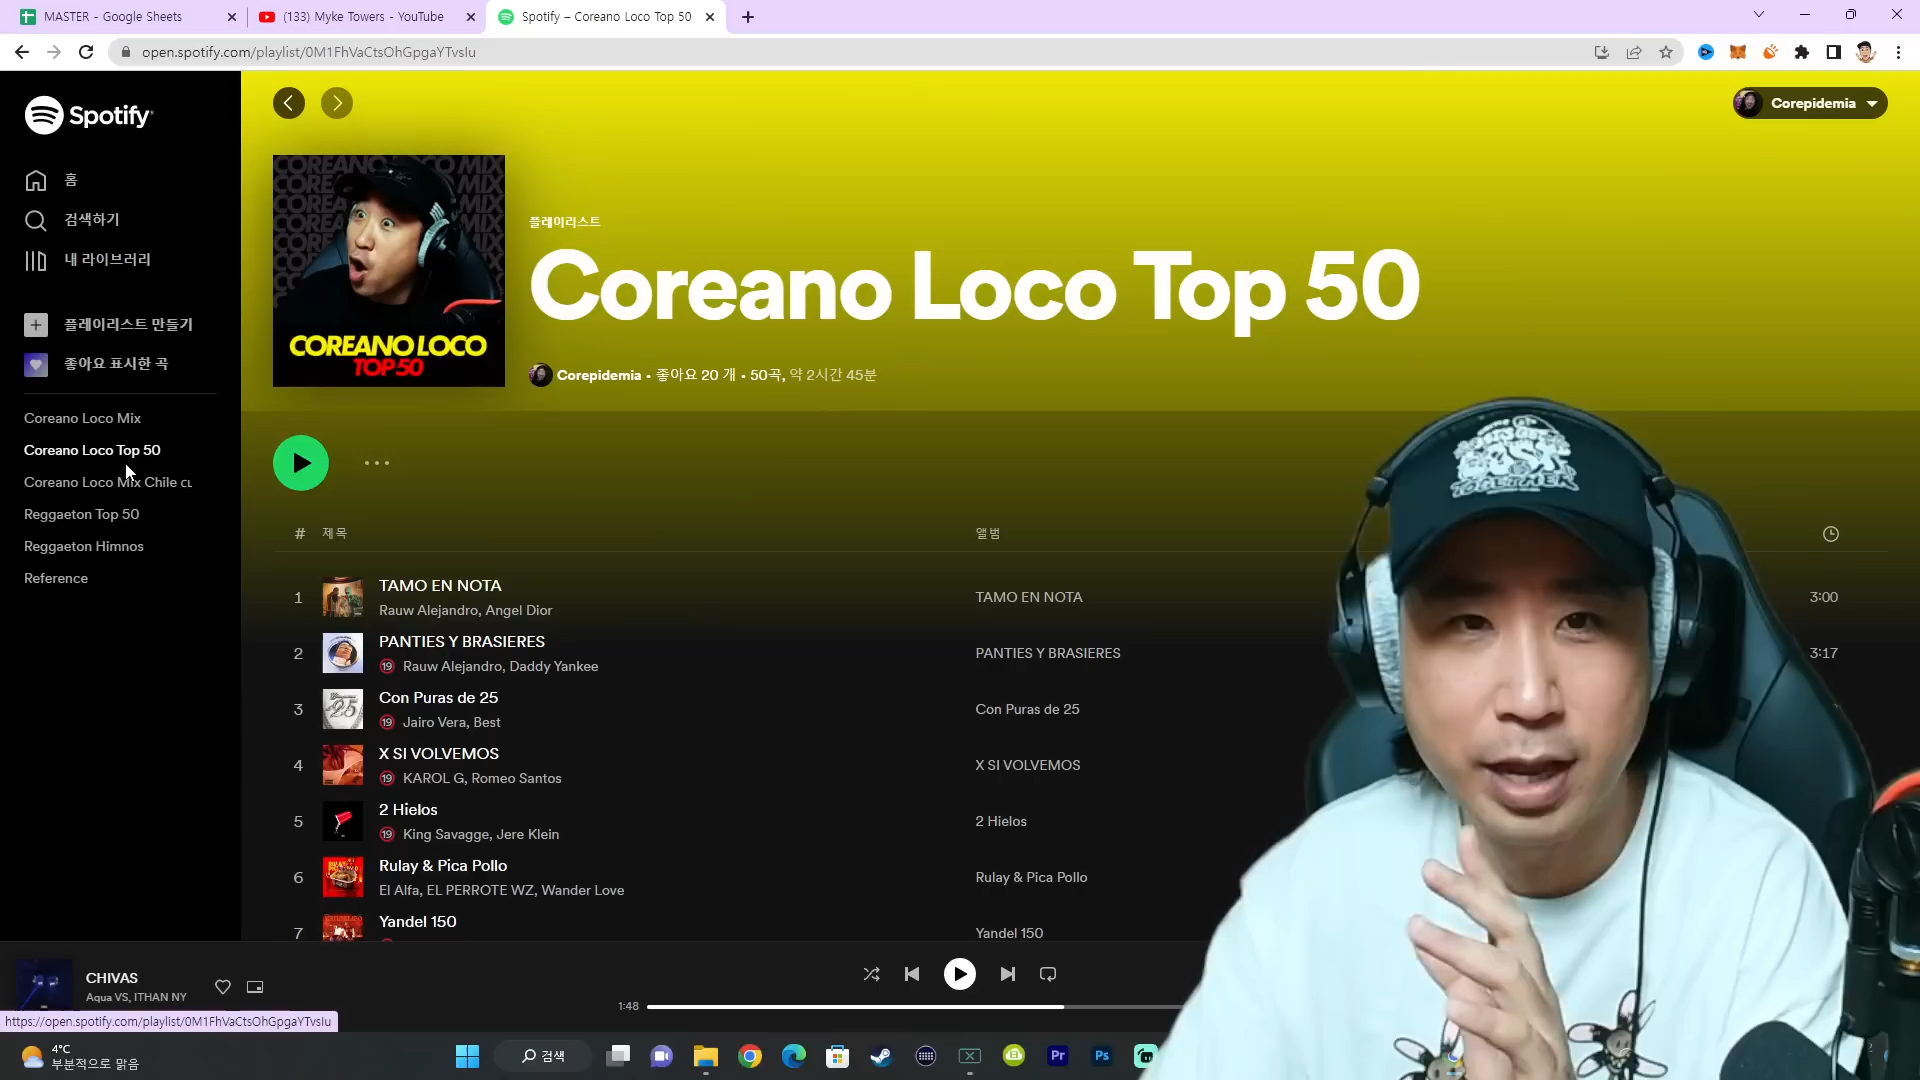 MASTER - Google Sheets
(133) Myke Towers - YouTube
Spotify – Coreano Loco Top 50
open.spotify.com/playlist/0M1FhVaCtsOhGpgaYTvsIu
Spotify
Corepidemia
홈
검색하기
내 라이브러리
플레이리스트 만들기
좋아요 표시한 곡
Coreano Loco Mix
Coreano Loco Top 50
Coreano Loco Mix Chile CL
Reggaeton Top 50
Reggaeton Himnos
Reference
COREANO LOCO
TOP 50
플레이리스트
Coreano Loco Top 50
Corepidemia • 좋아요 20 개 • 50곡, 약 2시간 45분
# 제목 앨범
1 TAMO EN NOTA TAMO EN NOTA 3:00
Rauw Alejandro, Angel Dior
2 PANTIES Y BRASIERES PANTIES Y BRASIERES 3:17
19 Rauw Alejandro, Daddy Yankee
3 Con Puras de 25 Con Puras de 25
19 Jairo Vera, Best
4 X SI VOLVEMOS X SI VOLVEMOS
19 KAROL G, Romeo Santos
5 2 Hielos 2 Hielos
19 King Savagge, Jere Klein
6 Rulay & Pica Pollo Rulay & Pica Pollo
El Alfa, EL PERROTE WZ, Wander Love
7 Yandel 150 Yandel 150
CHIVAS
Aqua VS, ITHAN NY
1:48
https://open.spotify.com/playlist/0M1FhVaCtsOhGpgaYTvsIu
4°C
부분적으로 맑음
검색
Pr
Ps